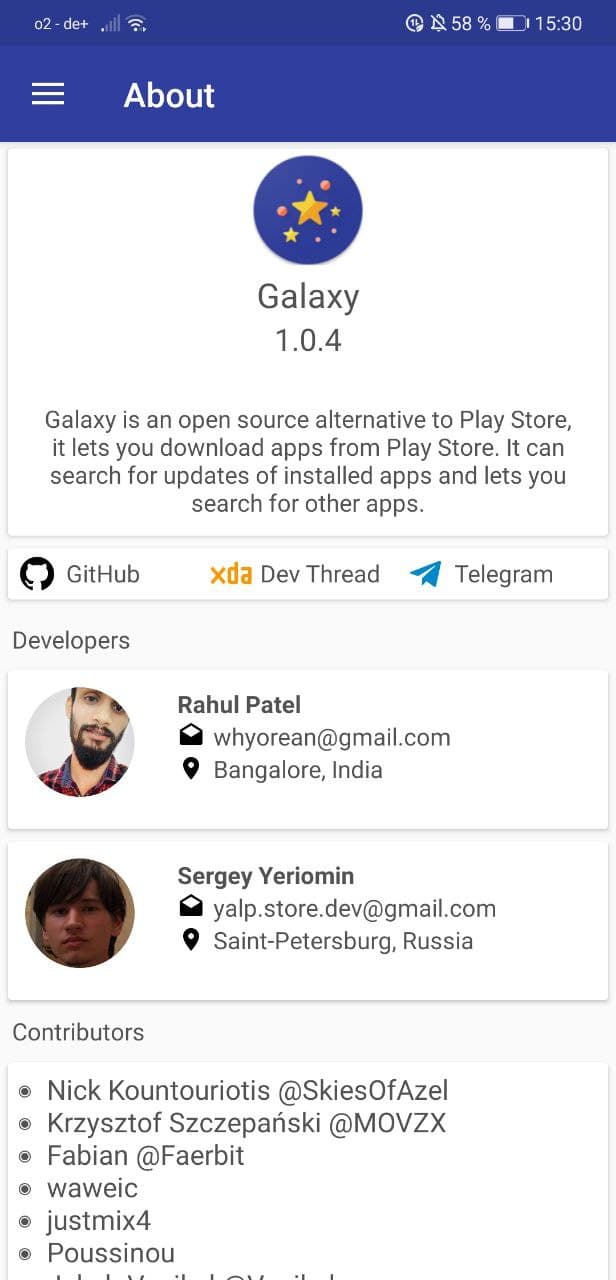 o2 - de+ 58 % 15:30
About
Galaxy
1.0.4
Galaxy is an open source alternative to Play Store,
it lets you download apps from Play Store. It can
search for updates of installed apps and lets you
search for other apps.
GitHub xda Dev Thread Telegram
Developers
Rahul Patel
whyorean@gmail.com
Bangalore, India
Sergey Yeriomin
yalp.store.dev@gmail.com
Saint-Petersburg, Russia
Contributors
Nick Kountouriotis @SkiesOfAzel
Krzysztof Szczepański @MOVZX
Fabian @Faerbit
waweic
justmix4
Poussinou